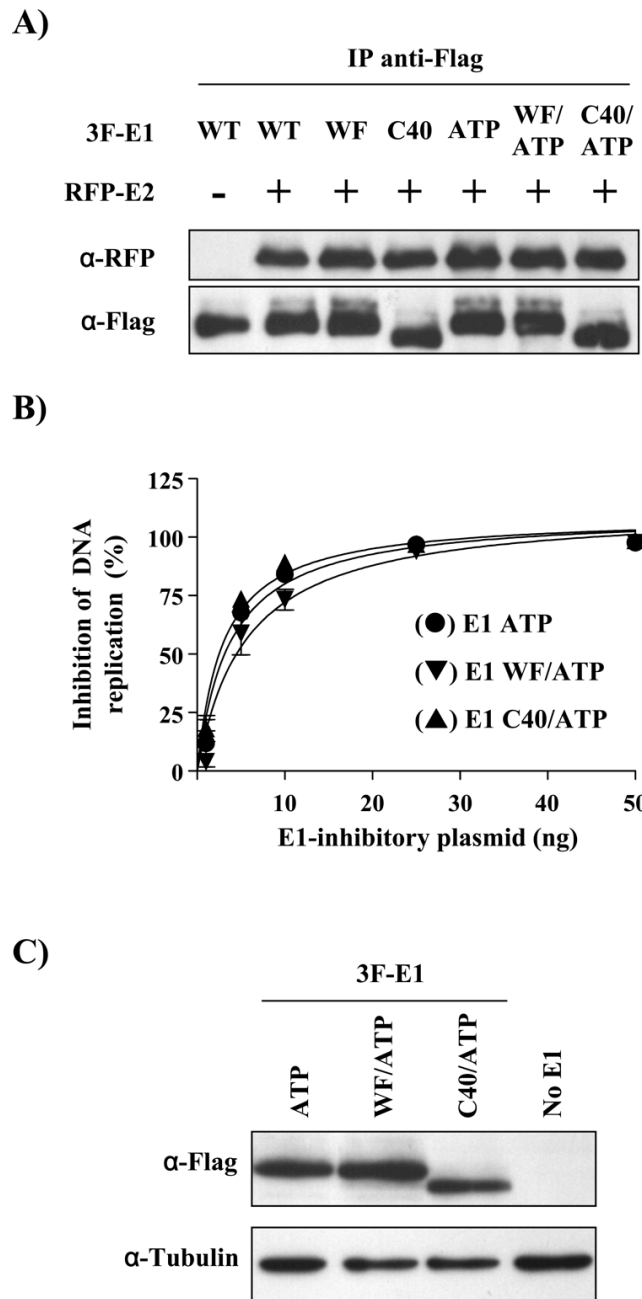 A)
IP anti-Flag
3F-E1 WT WT WF C40 ATP WF/ATP C40/ATP
RFP-E2 - + + + + + +
α-RFP
α-Flag
B)
Inhibition of DNA replication (%)
125
100
75
50
25
0
(●) E1 ATP
(▼) E1 WF/ATP
(▲) E1 C40/ATP
10 20 30 40 50
E1-inhibitory plasmid (ng)
C)
3F-E1
ATP WF/ATP C40/ATP No E1
α-Flag
α-Tubulin